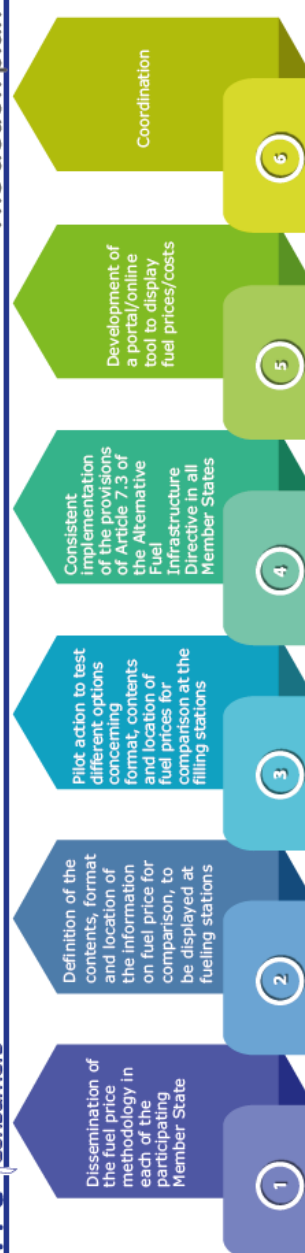 Dissemination of
the fuel price
methodology in
each of the
participating
Member State
1
Definition of the
contents, format
and location of
the information
on fuel price for
comparison, to
be displayed at
fueling stations
2
Pilot action to test
different options
concerning
format, contents
and location of
fuel prices for
comparison at the
filling stations
3
Consistent
implementation
of the provisions
of Article 7.3 of
the Alternative
Fuel
Infrastructure
Directive in all
Member States
4
Development of
a portal/online
tool to display
fuel prices/costs
5
Coordination
6